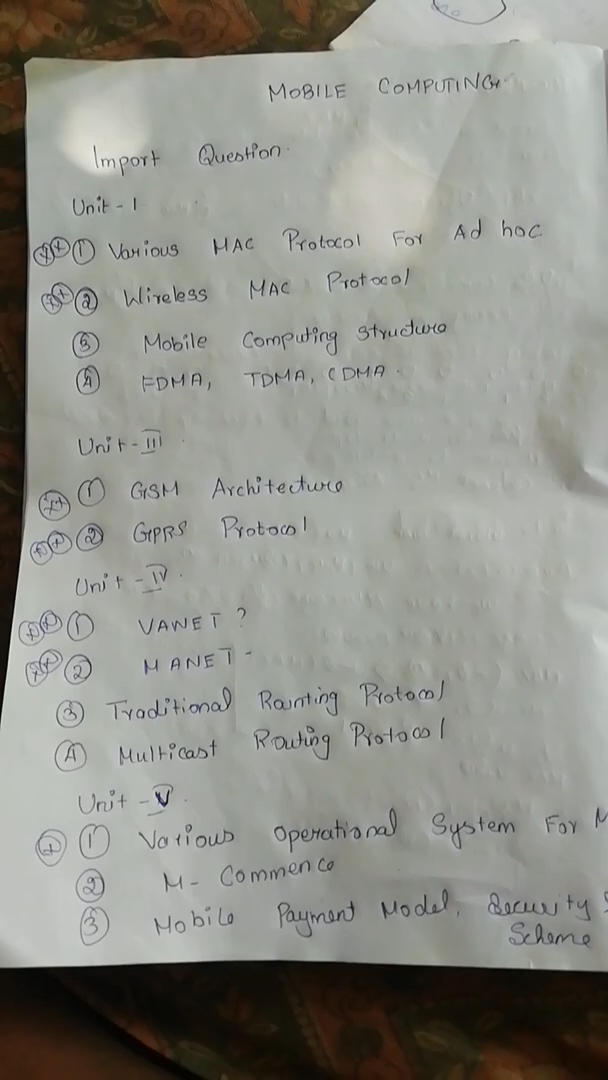 MOBILE COMPUTING
Import Question.
Unit - I
** ① Various MAC Protocol For Ad hoc
** ② Wireless MAC Protocol
③ Mobile Computing Structure
④ FDMA, TDMA, CDMA.
Unit - III
** ① GSM Architecture
** ② GPRS Protocol
Unit - IV.
** ① VANET ?
** ② MANET -
③ Traditional Rounting Protocol
④ Multicast Routing Protocol
Unit - V.
* ① Various Operational System For M
② M- Commence
③ Mobile Payment Model, Security
Scheme